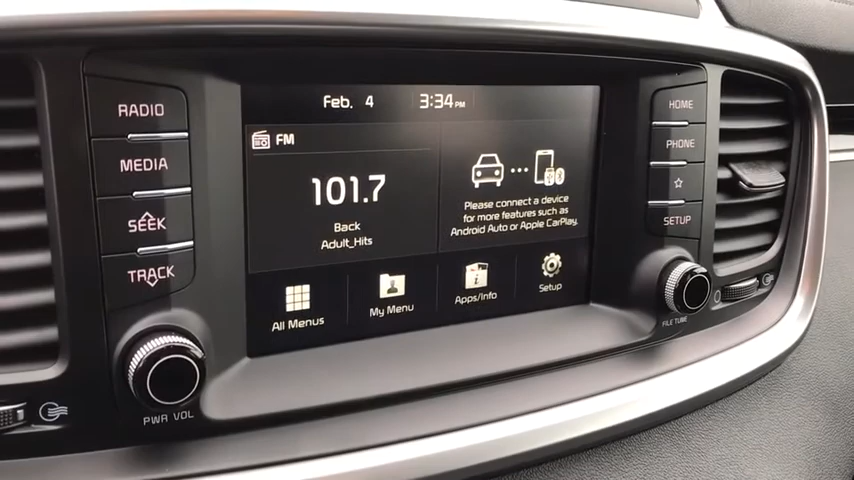 RADIO
MEDIA
SEEK
TRACK
PWR VOL
Feb. 4
3:34PM
FM
101.7
Back
Adult_Hits
Please connect a device
for more features such as
Android Auto or Apple CarPlay.
All Menus
My Menu
Apps/Info
Setup
HOME
PHONE
SETUP
FILE TUNE